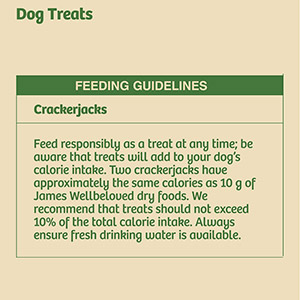 Dog Treats
FEEDING GUIDELINES
Crackerjacks
Feed responsibly as a treat at any time; be
aware that treats will add to your dog's
calorie intake. Two crackerjacks have
approximately the same calories as 10 g of
James Wellbeloved dry foods. We
recommend that treats should not exceed
10% of the total calorie intake. Always
ensure fresh drinking water is available.